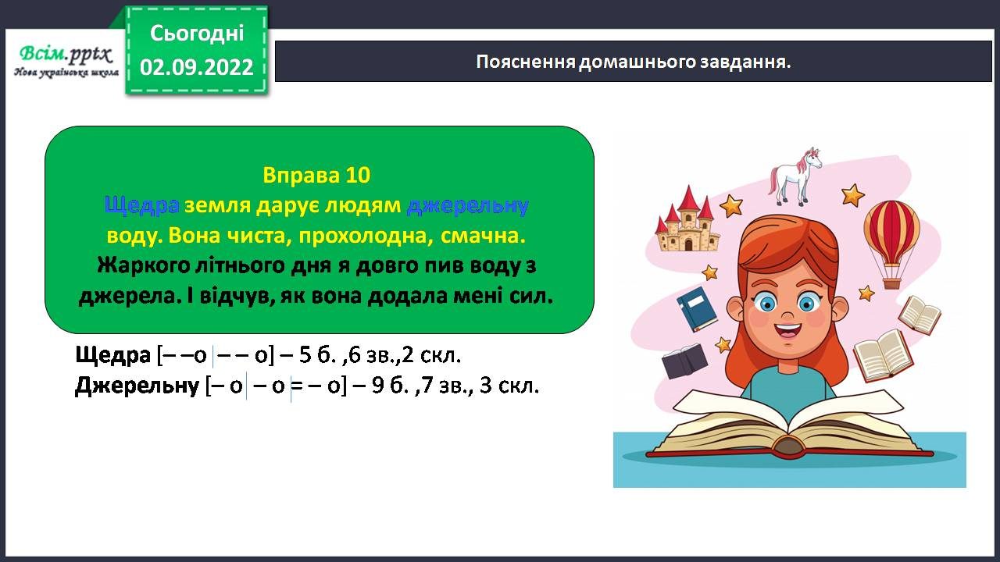 Всім.pptx
Нова українська школа
Сьогодні
02.09.2022
Пояснення домашнього завдання.
Вправа 10
Щедра земля дарує людям джерельну
воду. Вона чиста, прохолодна, смачна.
Жаркого літнього дня я довго пив воду з
джерела. І відчув, як вона додала мені сил.
Щедра [– –о – – о] – 5 б. ,6 зв.,2 скл.
Джерельну [– о – о = – о] – 9 б. ,7 зв., 3 скл.